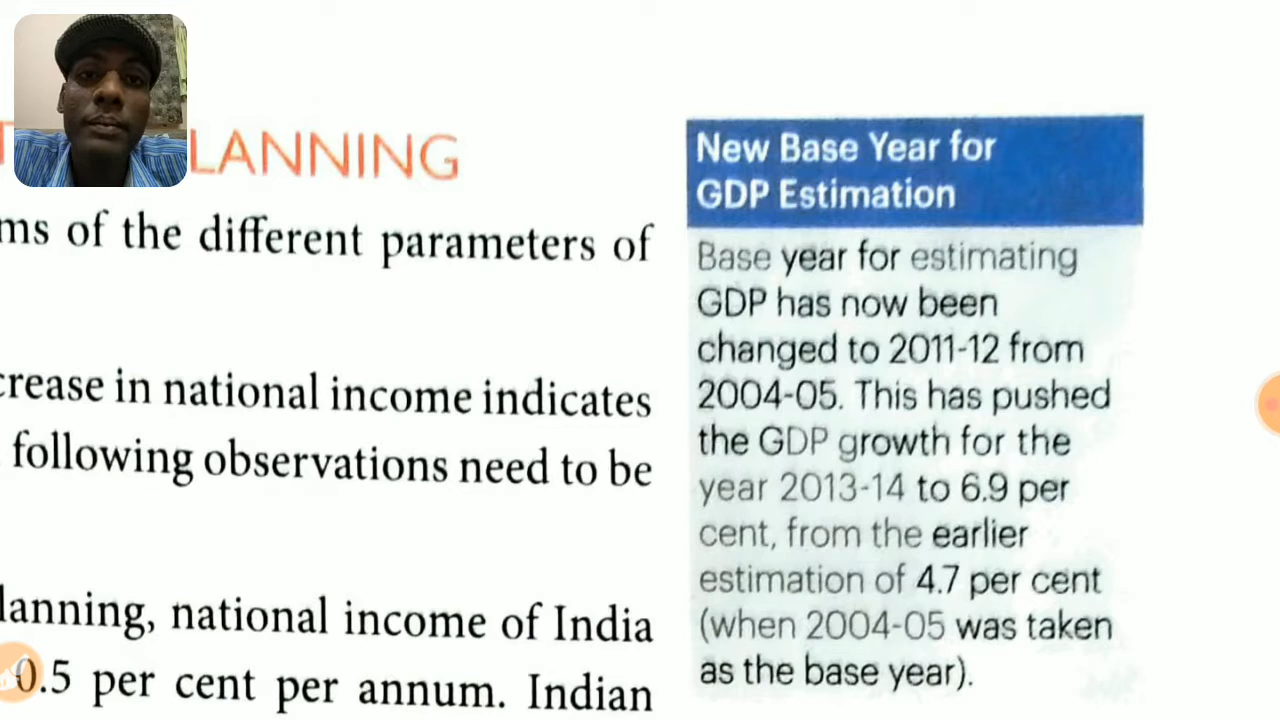 LANNING
ms of the different parameters of
crease in national income indicates
following observations need to be
lanning, national income of India
0.5 per cent per annum. Indian
New Base Year for
GDP Estimation
Base year for estimating
GDP has now been
changed to 2011-12 from
2004-05. This has pushed
the GDP growth for the
year 2013-14 to 6.9 per
cent, from the earlier
estimation of 4.7 per cent
(when 2004-05 was taken
as the base year).